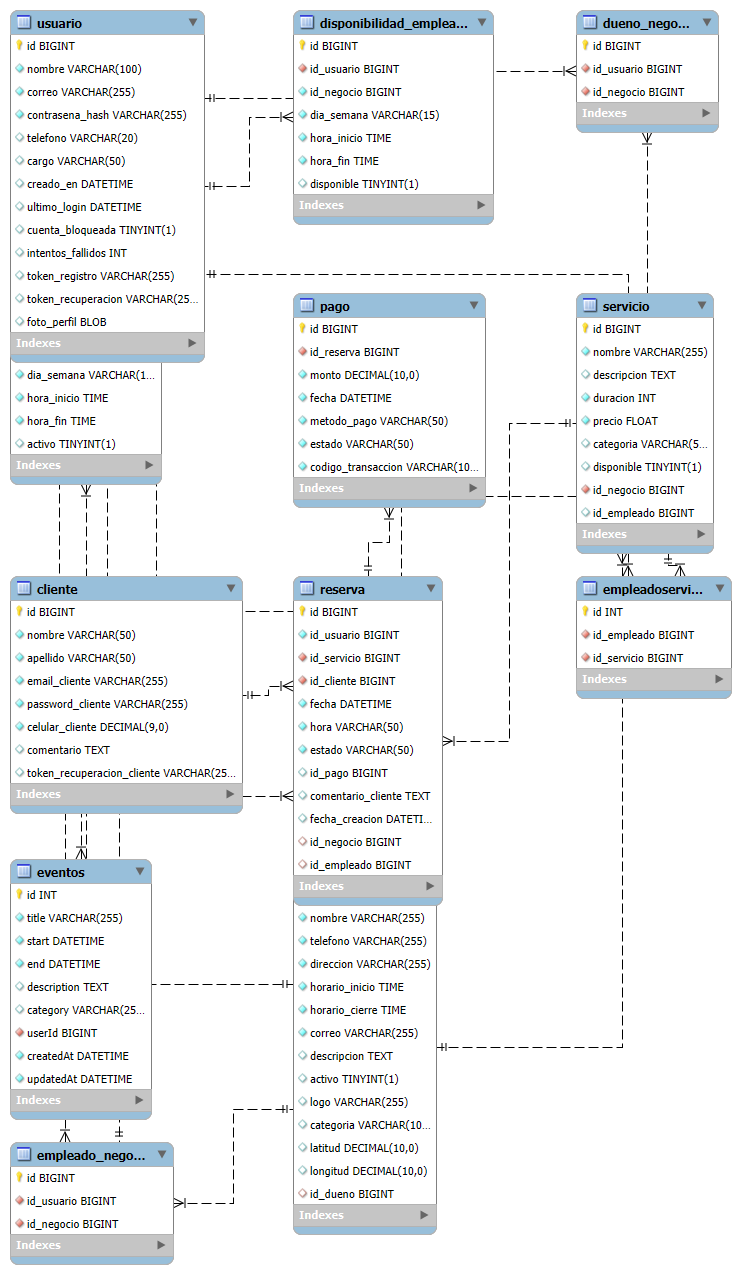 usuario
id BIGINT
nombre VARCHAR(100)
correo VARCHAR(255)
contrasena_hash VARCHAR(255)
telefono VARCHAR(20)
cargo VARCHAR(50)
creado_en DATETIME
ultimo_login DATETIME
cuenta_bloqueada TINYINT(1)
intentos_fallidos INT
token_registro VARCHAR(255)
token_recuperacion VARCHAR(25...
foto_perfil BLOB
Indexes
dia_semana VARCHAR(1...
hora_inicio TIME
hora_fin TIME
activo TINYINT(1)
Indexes
disponibilidad_emplea...
id BIGINT
id_usuario BIGINT
id_negocio BIGINT
dia_semana VARCHAR(15)
hora_inicio TIME
hora_fin TIME
disponible TINYINT(1)
Indexes
dueno_nego...
id BIGINT
id_usuario BIGINT
id_negocio BIGINT
Indexes
pago
id BIGINT
id_reserva BIGINT
monto DECIMAL(10,0)
fecha DATETIME
metodo_pago VARCHAR(50)
estado VARCHAR(50)
codigo_transaccion VARCHAR(10...
Indexes
servicio
id BIGINT
nombre VARCHAR(255)
descripcion TEXT
duracion INT
precio FLOAT
categoria VARCHAR(5...
disponible TINYINT(1)
id_negocio BIGINT
id_empleado BIGINT
Indexes
cliente
id BIGINT
nombre VARCHAR(50)
apellido VARCHAR(50)
email_cliente VARCHAR(255)
password_cliente VARCHAR(255)
celular_cliente DECIMAL(9,0)
comentario TEXT
token_recuperacion_cliente VARCHAR(25...
Indexes
reserva
id BIGINT
id_usuario BIGINT
id_servicio BIGINT
id_cliente BIGINT
fecha DATETIME
hora VARCHAR(50)
estado VARCHAR(50)
id_pago BIGINT
comentario_cliente TEXT
fecha_creacion DATETI...
id_negocio BIGINT
id_empleado BIGINT
Indexes
empleadoservi...
id INT
id_empleado BIGINT
id_servicio BIGINT
Indexes
eventos
id INT
title VARCHAR(255)
start DATETIME
end DATETIME
description TEXT
category VARCHAR(25...
userId BIGINT
createdAt DATETIME
updatedAt DATETIME
Indexes
nombre VARCHAR(255)
telefono VARCHAR(255)
direccion VARCHAR(255)
horario_inicio TIME
horario_cierre TIME
correo VARCHAR(255)
descripcion TEXT
activo TINYINT(1)
logo VARCHAR(255)
categoria VARCHAR(10...
latitud DECIMAL(10,0)
longitud DECIMAL(10,0)
id_dueno BIGINT
Indexes
empleado_nego...
id BIGINT
id_usuario BIGINT
id_negocio BIGINT
Indexes